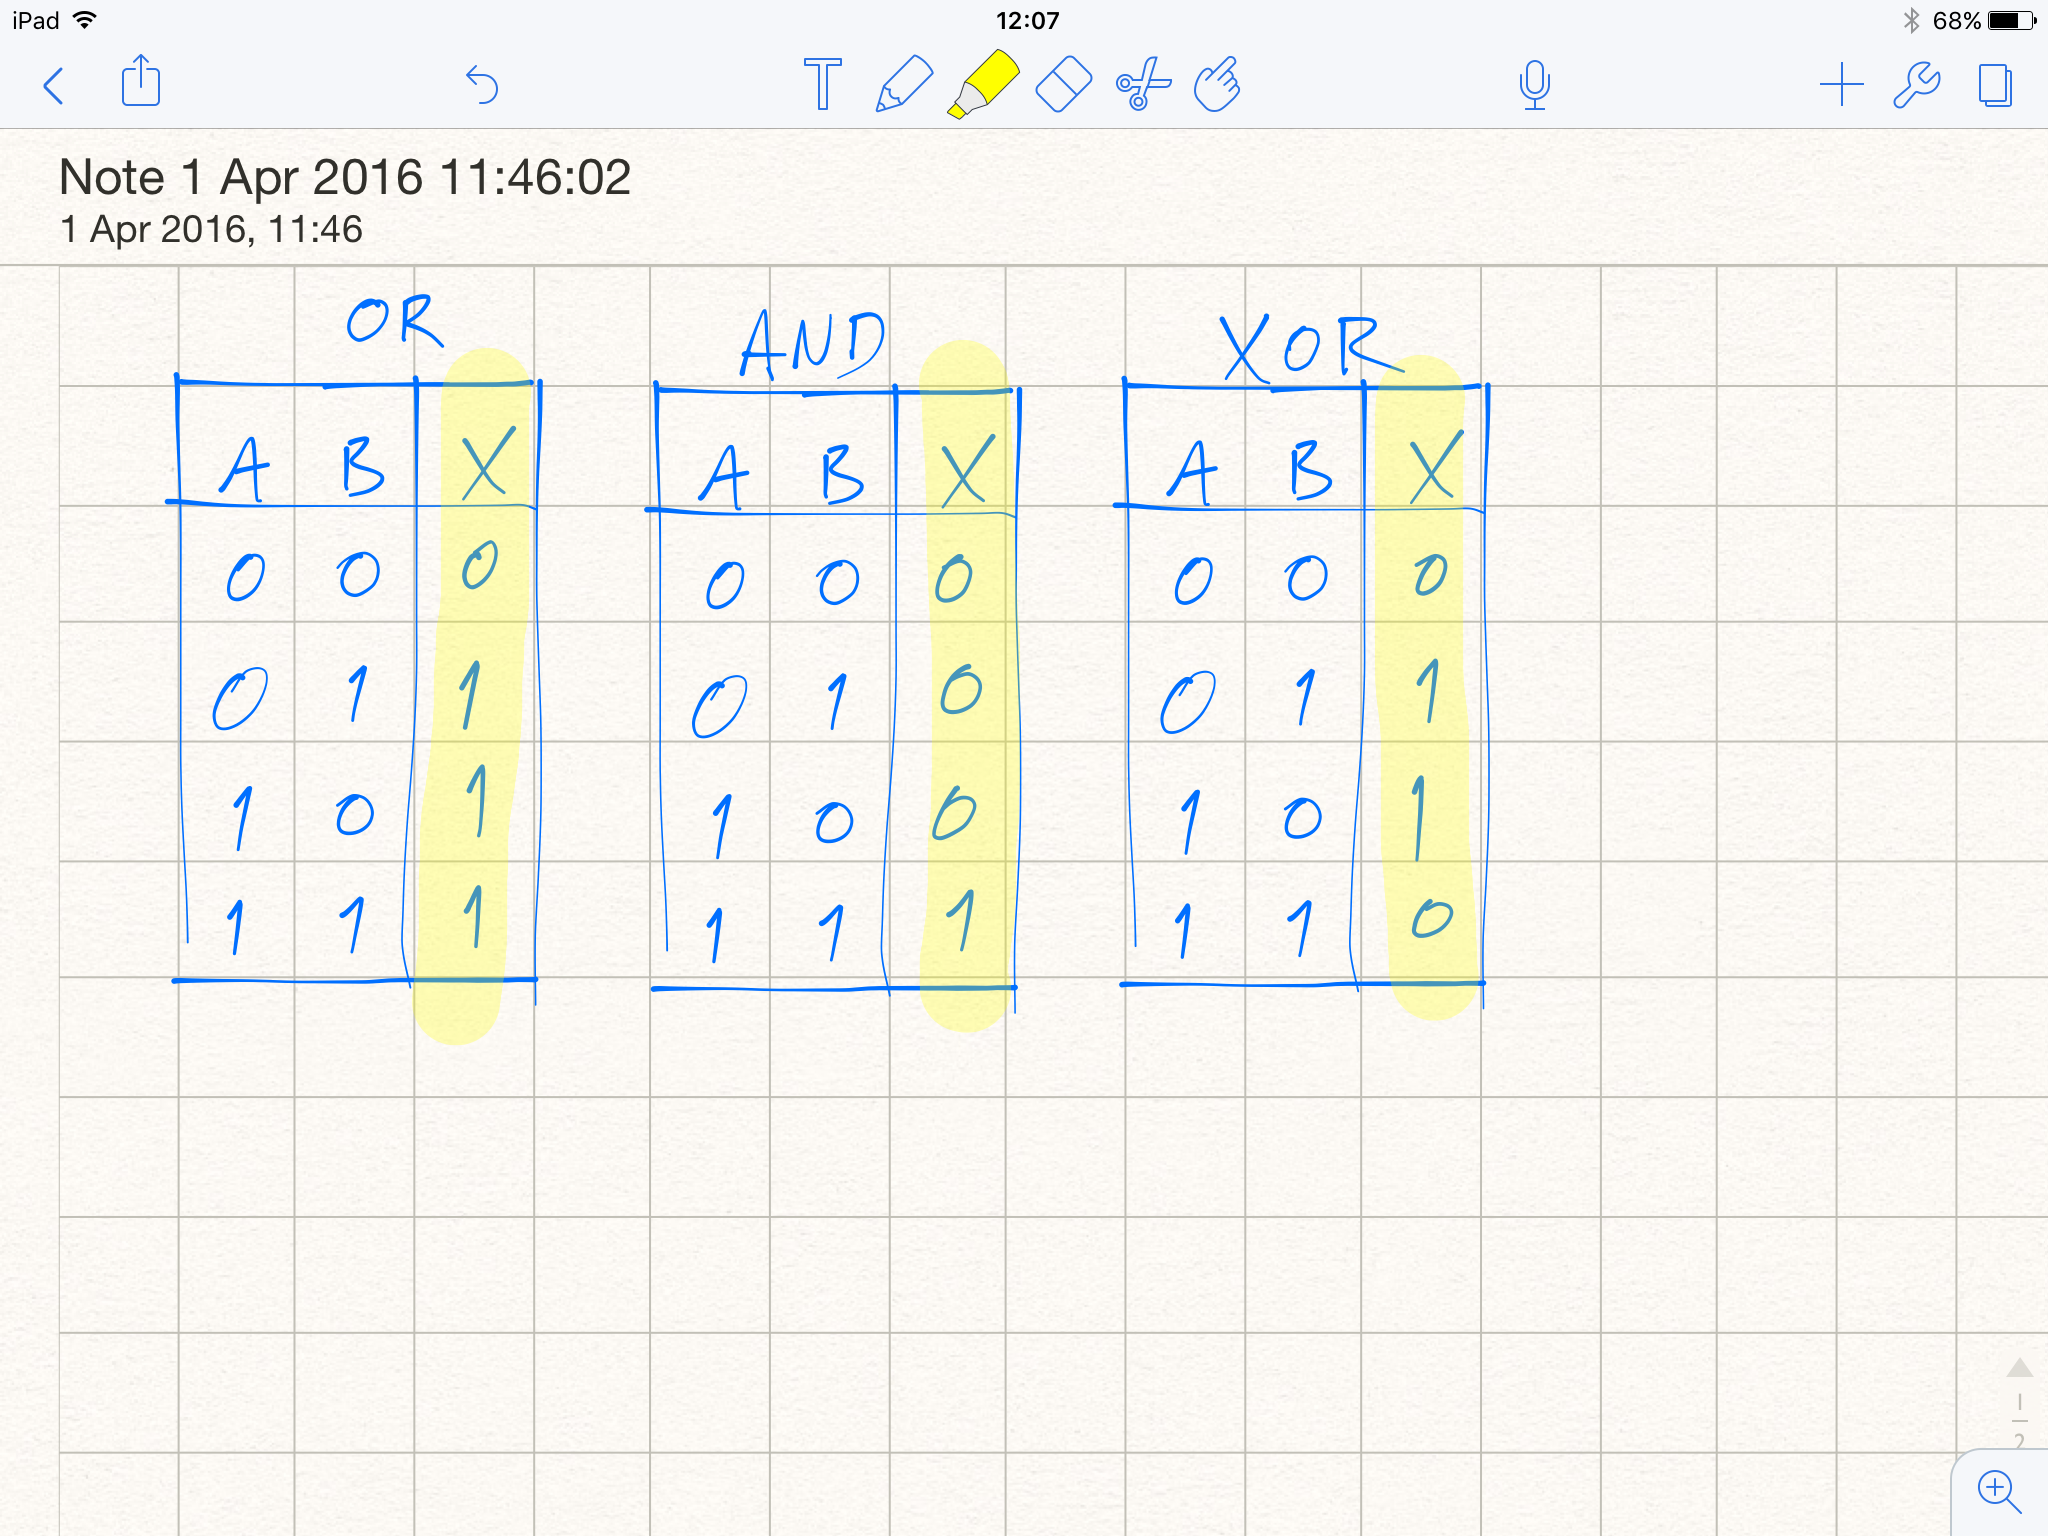 iPad 12:07 68%
T
Note 1 Apr 2016 11:46:02
1 Apr 2016, 11:46
OR AND XOR
A B X A B X A B X
0 0 0 0 0 0 0 0 0
0 1 1 0 1 0 0 1 1
1 0 1 1 0 0 1 0 1
1 1 1 1 1 1 1 1 0
1
2